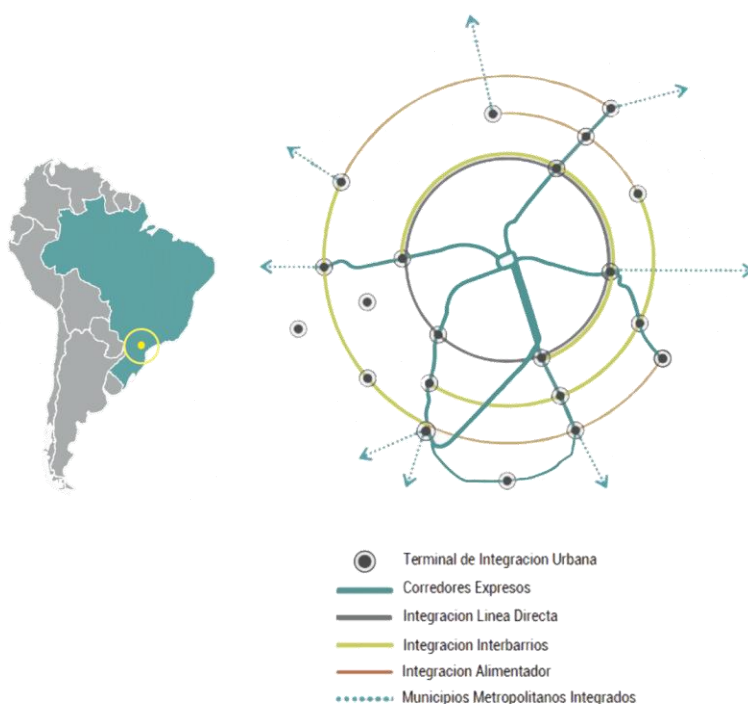 Terminal de Integracion Urbana
Corredores Expresos
Integracion Linea Directa
Integracion Interbarrios
Integracion Alimentador
Municipios Metropolitanos Integrados